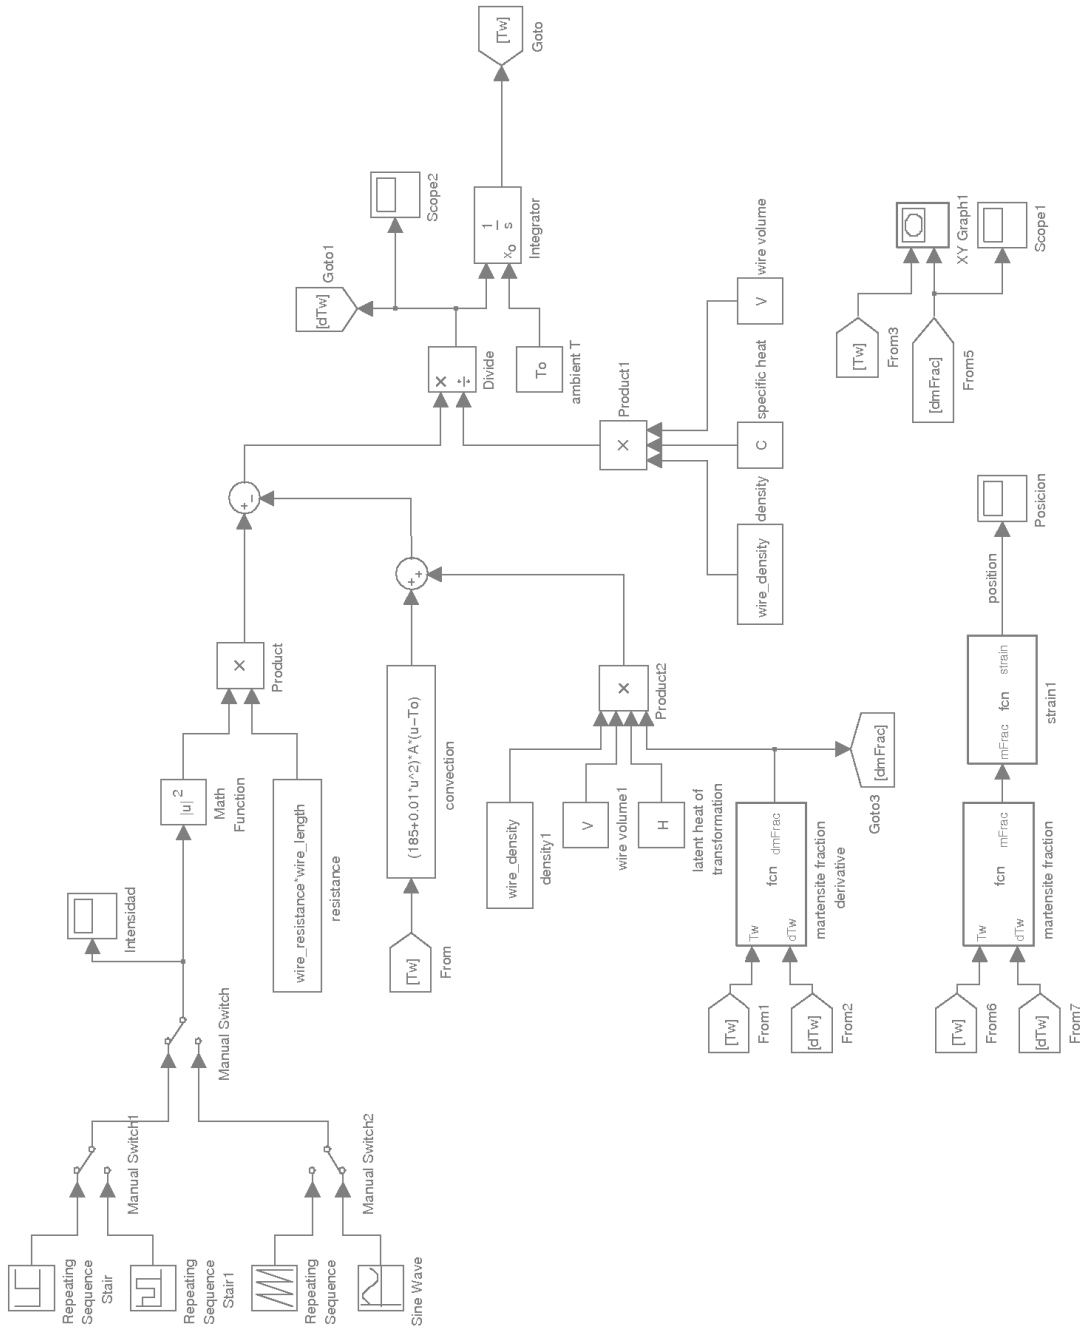 Repeating
Sequence
Stair
Repeating
Sequence
Stair1
Repeating
Sequence
Sine Wave
Manual Switch1
Manual Switch2
Manual Switch
Intensidad
|u|²
Math
Function
wire_resistance*wire_length
resistance
×
Product
[Tw]
From
(185+0.01*u^2)*A*(u−To)
convection
wire_density
density1
V
wire volume1
H
latent heat of
transformation
×
Product2
[Tw]
From1
[dTw]
From2
Tw
dTw
fcn
dmFrac
martensite fraction
derivative
[dmFrac]
Goto3
+
+
+
−
wire_density
density
C
specific heat
V
wire volume
×
Product1
×
÷
Divide
To
ambient T
[dTw]
Goto1
Scope2
1
s
xo
Integrator
[Tw]
Goto
[Tw]
From6
[dTw]
From7
Tw
dTw
fcn
mFrac
martensite fraction
mFrac
fcn
strain
strain1
position
Posicion
[Tw]
From3
[dmFrac]
From5
XY Graph1
Scope1